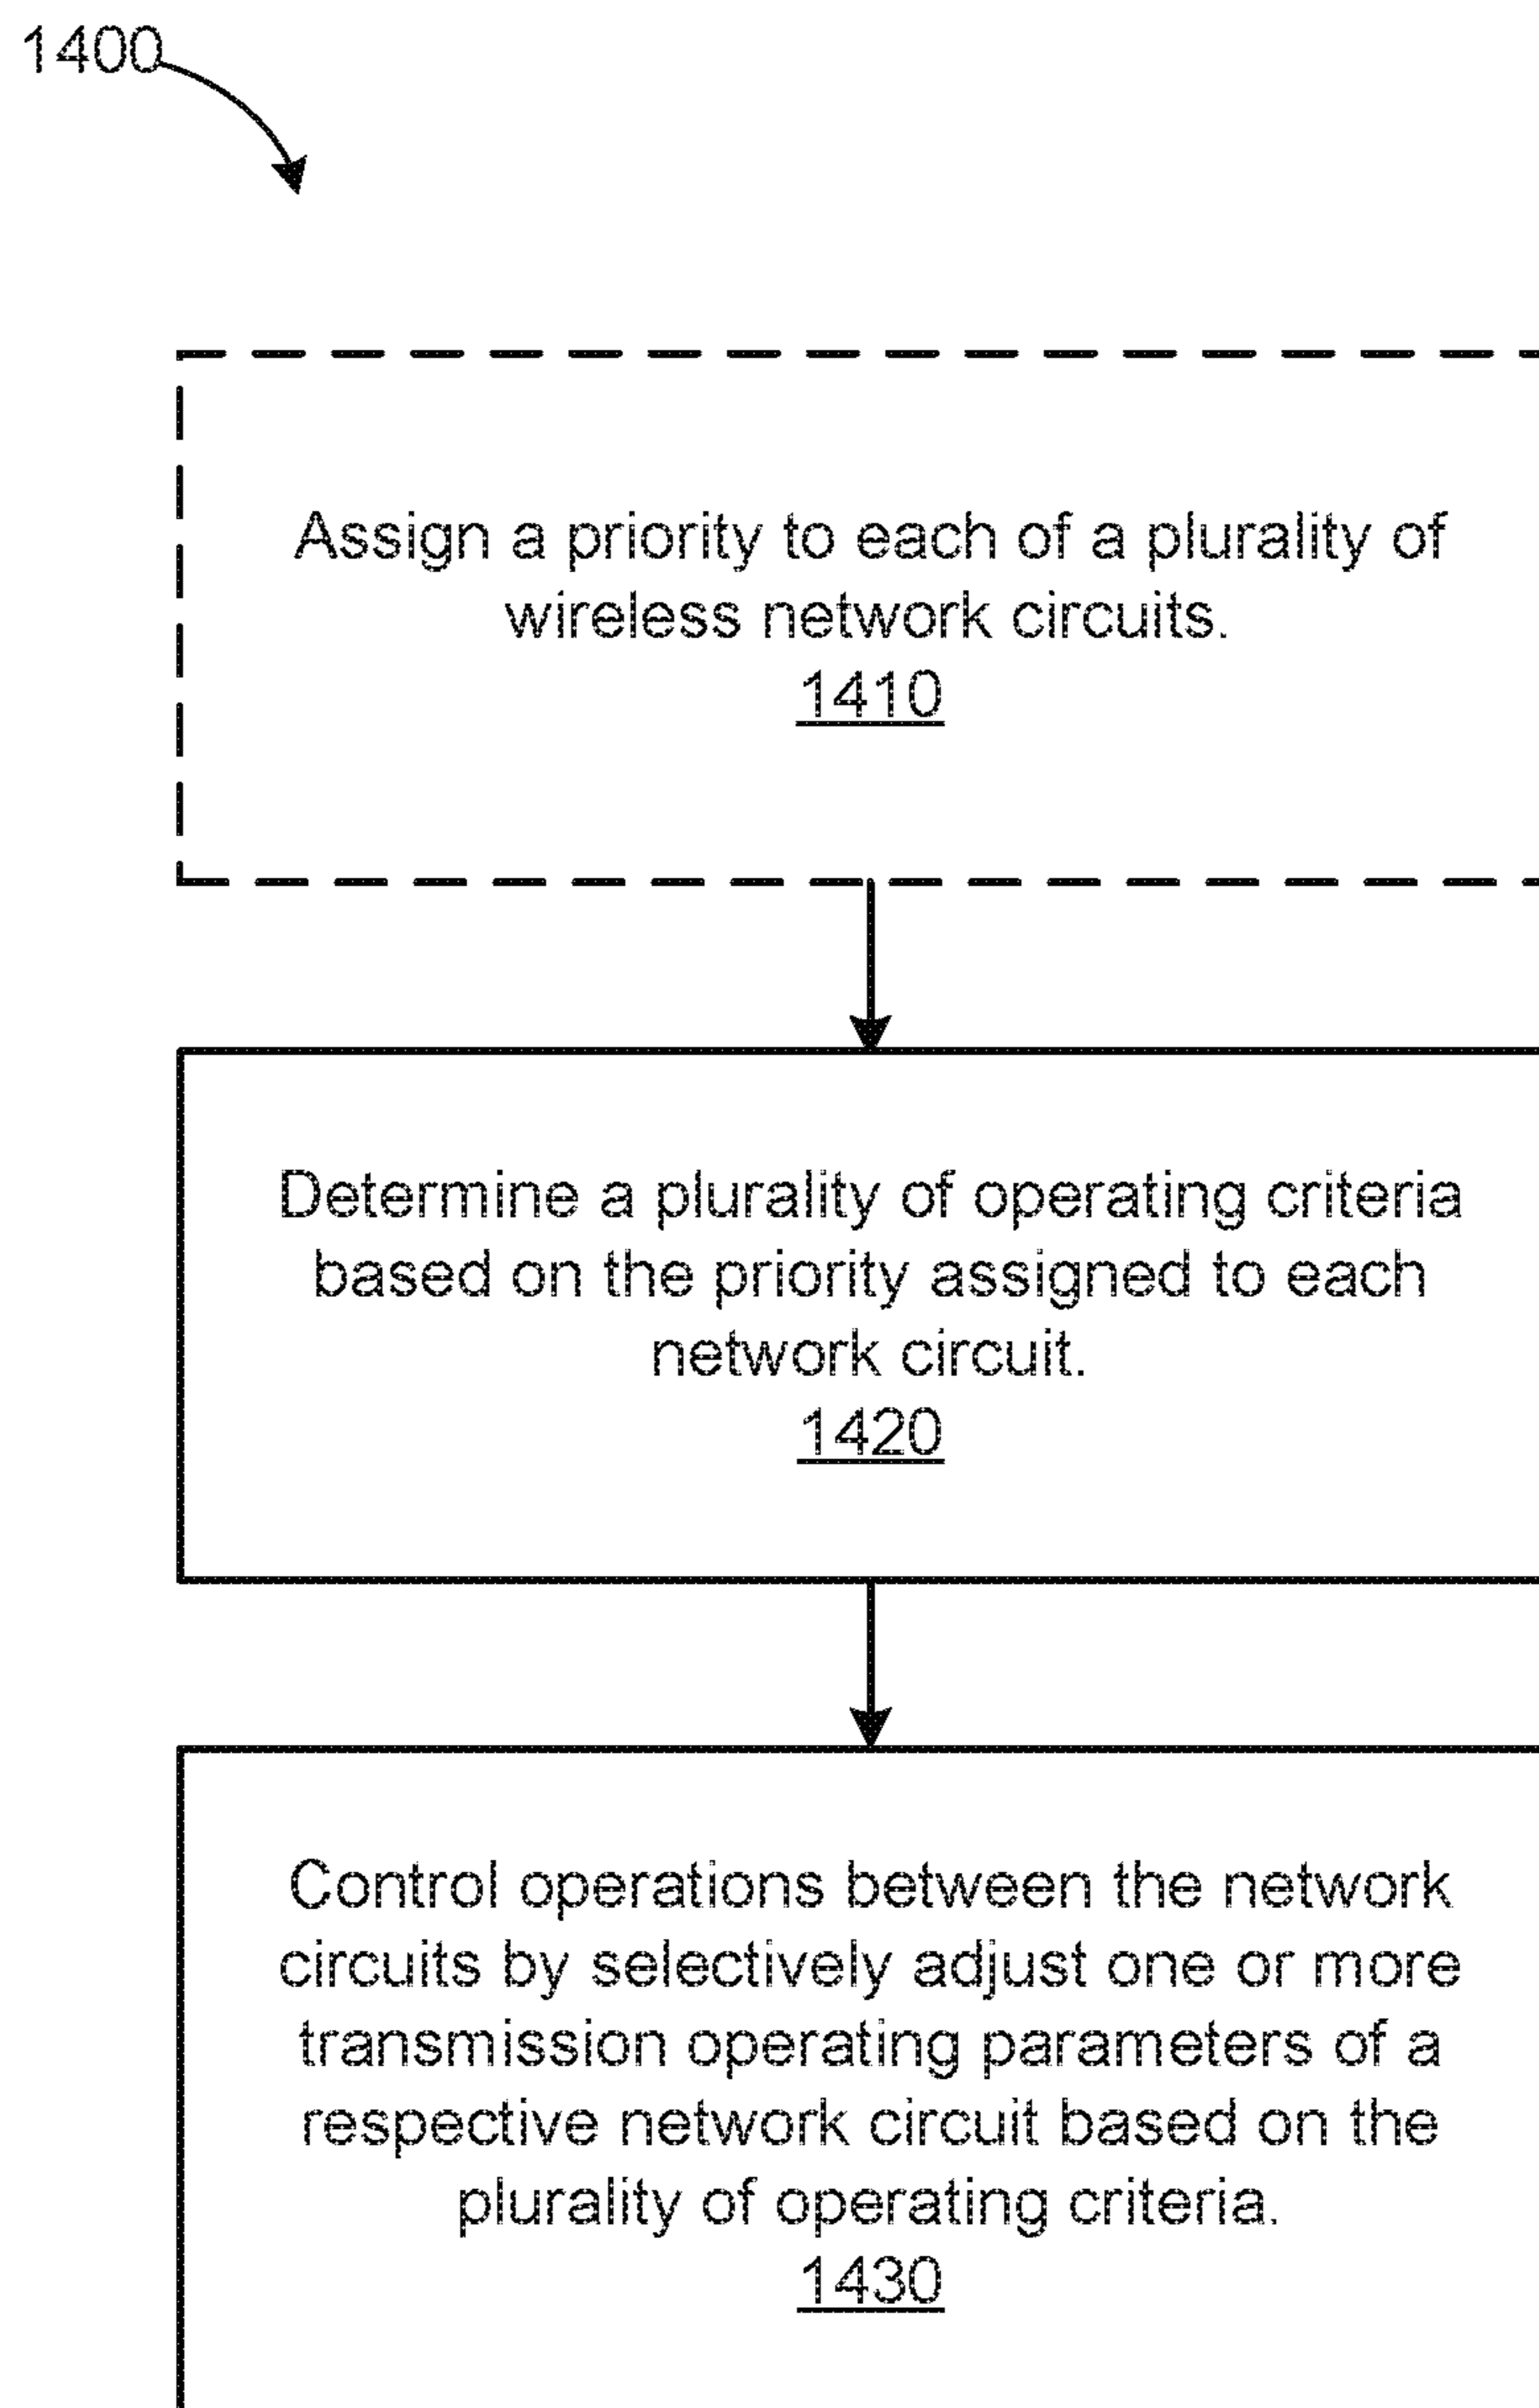 1400
Assign a priority to each of a plurality of
wireless network circuits.
1410
Determine a plurality of operating criteria
based on the priority assigned to each
network circuit.
1420
Control operations between the network
circuits by selectively adjust one or more
transmission operating parameters of a
respective network circuit based on the
plurality of operating criteria.
1430